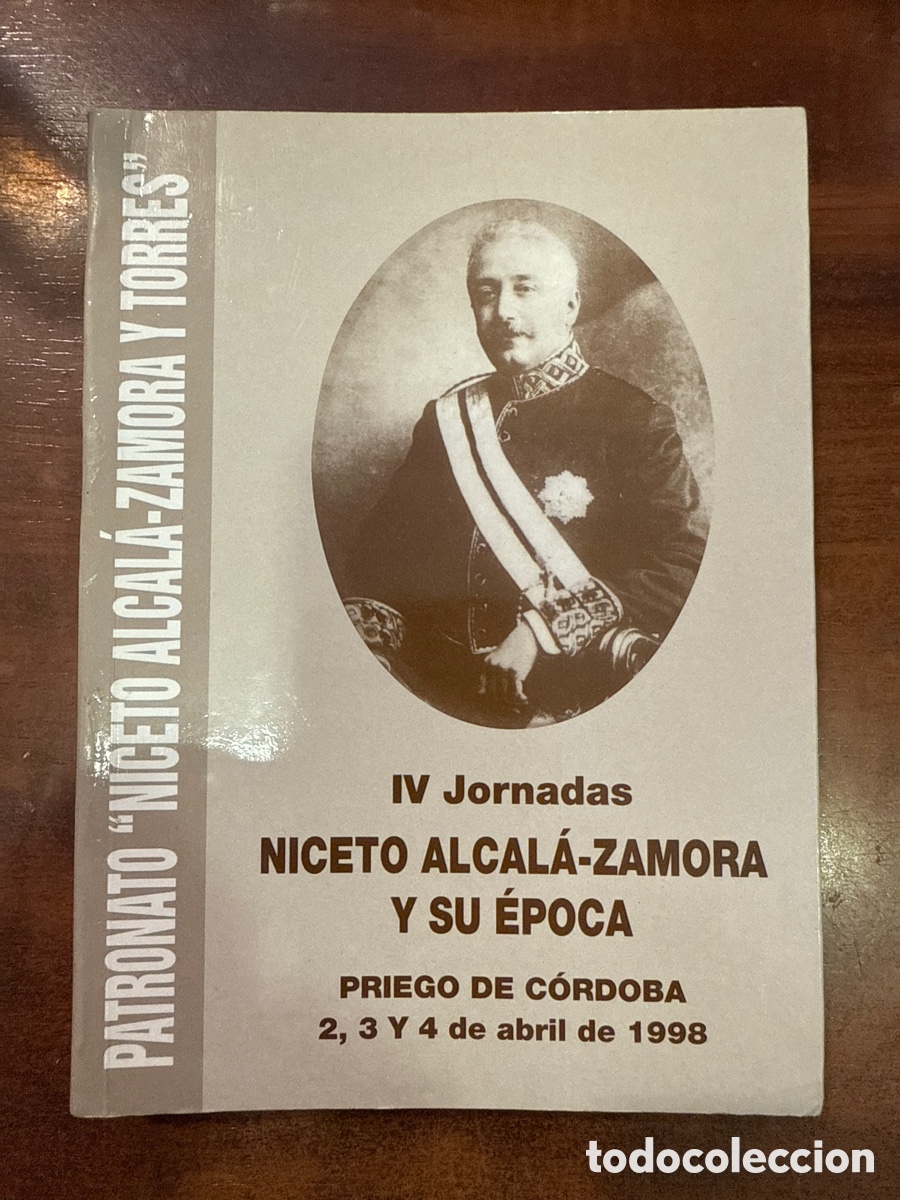 PATRONATO “NICETO ALCALÁ-ZAMORA Y TORRES”
IV Jornadas
NICETO ALCALÁ-ZAMORA
Y SU ÉPOCA
PRIEGO DE CÓRDOBA
2, 3 Y 4 de abril de 1998
todocoleccion